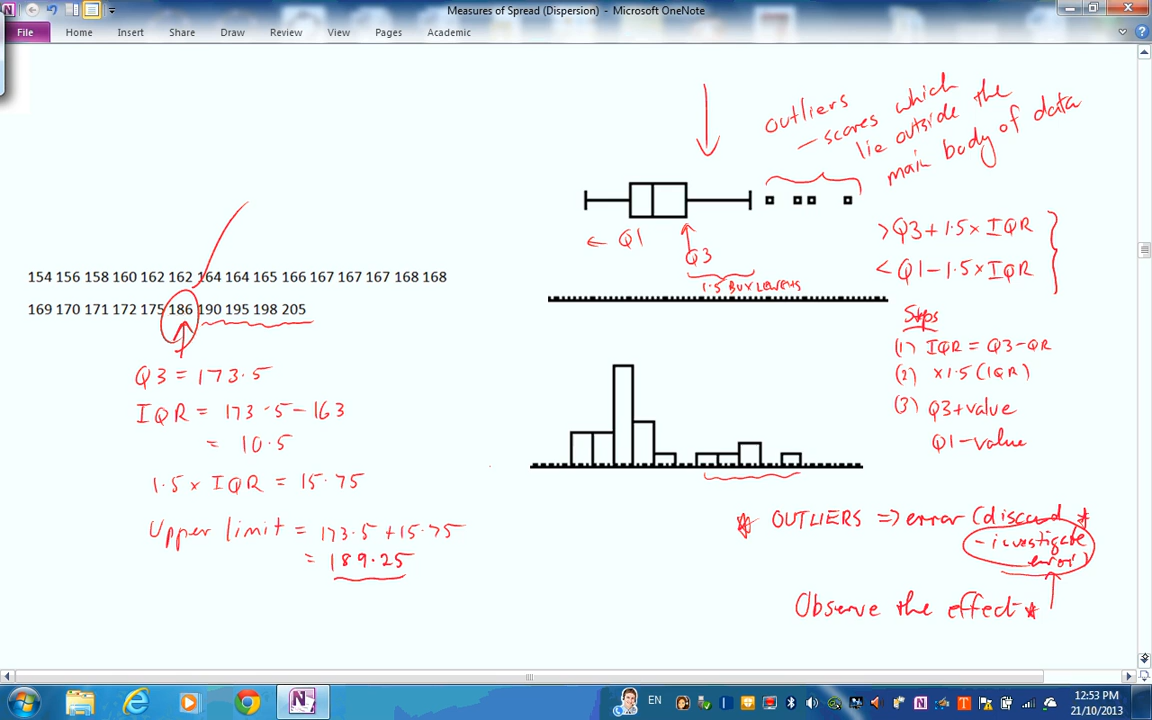 Measures of Spread (Dispersion) - Microsoft OneNote
File Home Insert Share Draw Review View Pages Academic
outliers
- scores which
lie outside the
main body of data
← Q1
Q3
1.5 BOX LENGTHS
>Q3+1.5×IQR
<Q1-1.5×IQR
154 156 158 160 162 162 164 164 165 166 167 167 167 168 168
169 170 171 172 175 186 190 195 198 205
Q3 = 173.5
IQR = 173.5-163
= 10.5
1.5 × IQR = 15.75
Upper limit = 173.5 +15.75
= 189.25
Steps
(1) IQR = Q3-QR
(2) ×1.5(IQR)
(3) Q3+value
Q1-value
* OUTLIERS => error (discard *
- investigate
error)
Observe the effect *
EN
12:53 PM
21/10/2013